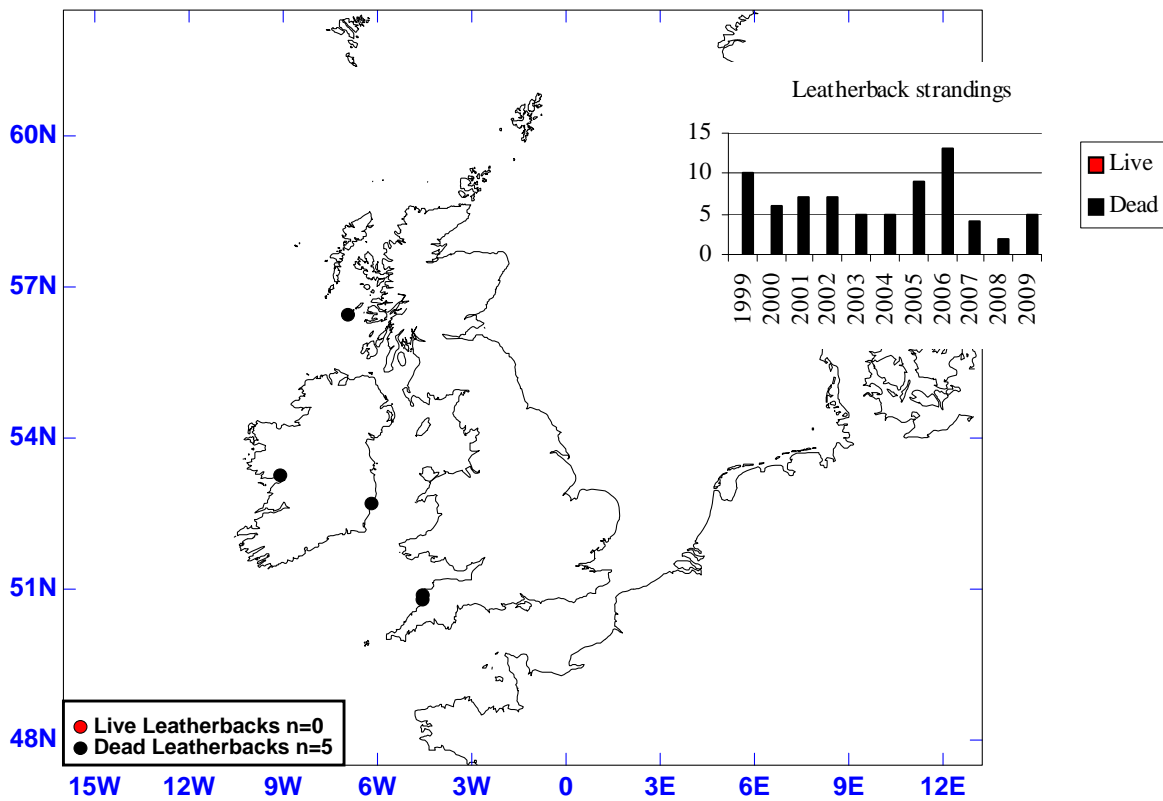 Leatherback strandings
15
10
5
0
1999
2000
2001
2002
2003
2004
2005
2006
2007
2008
2009
Live
Dead
60N
57N
54N
51N
48N
Live Leatherbacks n=0
Dead Leatherbacks n=5
15W 12W 9W 6W 3W 0 3E 6E 9E 12E